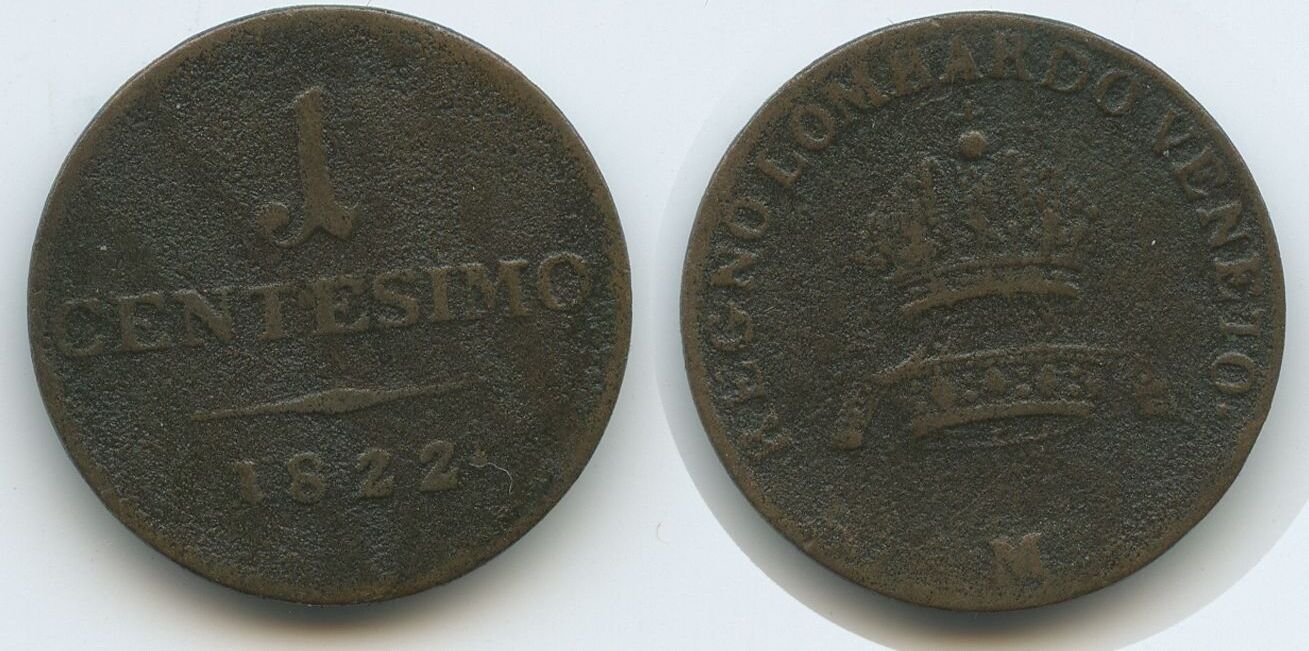 1
CENTESIMO
1822.
REGNO LOMBARDO VENETO.
M